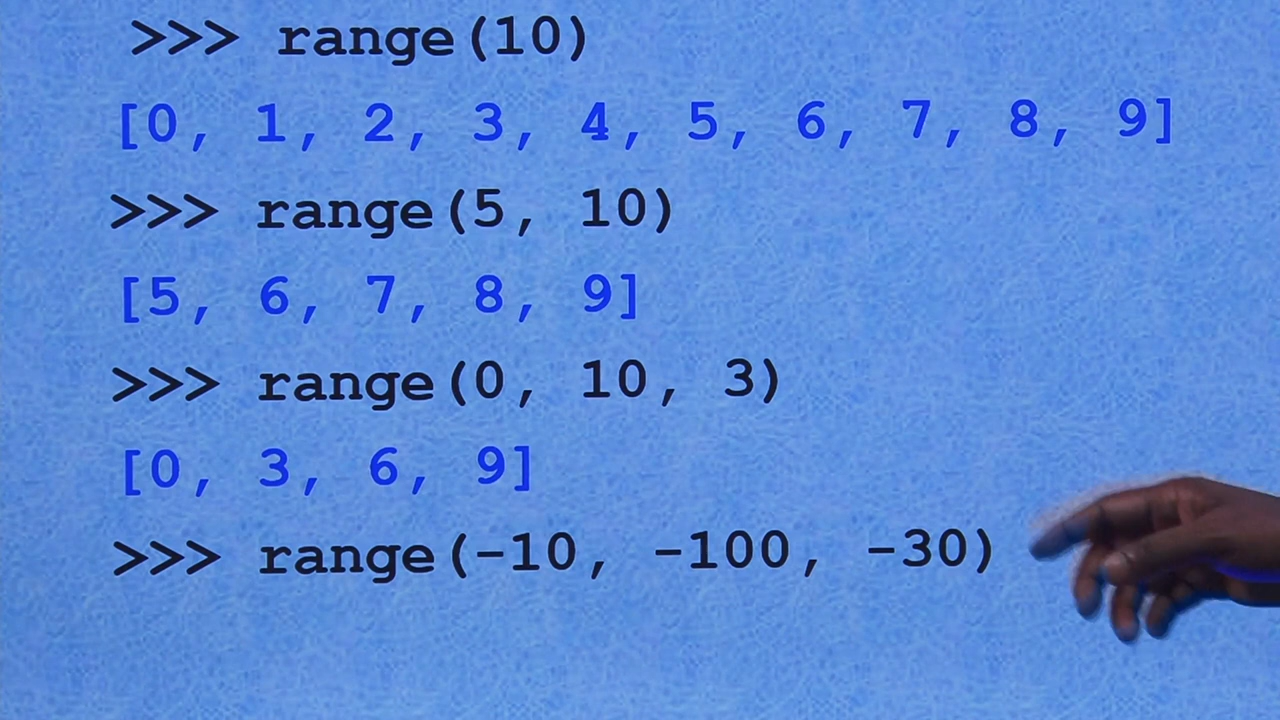 >>> range(10)
[0, 1, 2, 3, 4, 5, 6, 7, 8, 9]
>>> range(5, 10)
[5, 6, 7, 8, 9]
>>> range(0, 10, 3)
[0, 3, 6, 9]
>>> range(-10, -100, -30)